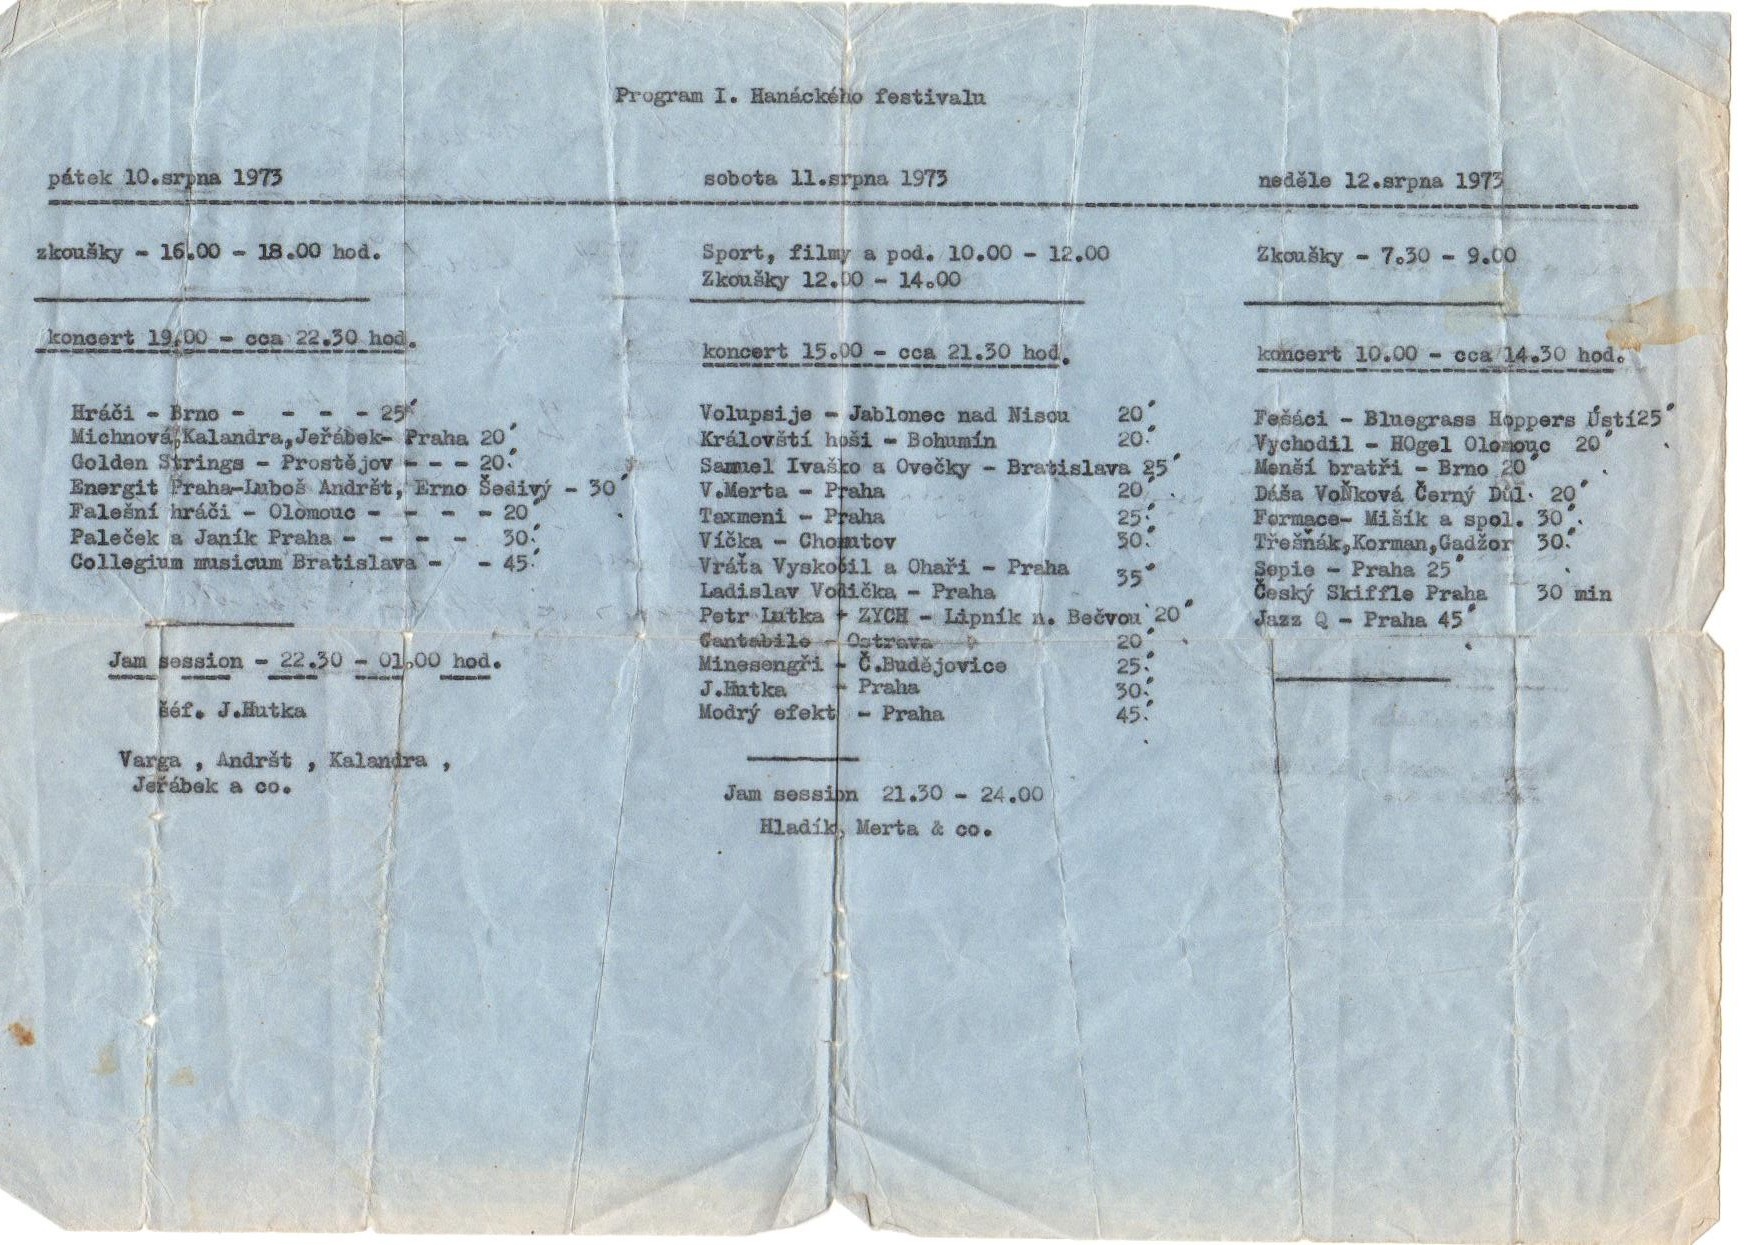 Program I. Hanáckého festivalu
pátek 10.srpna 1973
zkoušky - 16.00 - 18.00 hod.
koncert 19.00 - cca 22.30 hod.
Hráči - Brno - - - - 25´
Michnová,Kalandra,Jeřábek- Praha 20´
Golden Strings - Prostějov - - - 20´
Energit Praha-Luboš Andršt, Erno Šedivý - 30´
Falešní hráči - Olomouc - - - - 20´
Paleček a Janík Praha - - - - 30´
Collegium musicum Bratislava - - 45´
Jam session - 22.30 - 01.00 hod.
šéf. J.Hutka
Varga , Andršt , Kalandra ,
Jeřábek a co.
sobota 11.srpna 1973
Sport, filmy a pod. 10.00 - 12.00
Zkoušky 12.00 - 14.00
koncert 15.00 - cca 21.30 hod.
Volupsije - Jablonec nad Nisou 20´
Královští hoši - Bohumín 20´
Samuel Ivaško a Ovečky - Bratislava 25´
V.Merta - Praha 20´
Taxmeni - Praha 25´
Víčka - Chomutov 30´
Vráťa Vyskočil a Ohaři - Praha 35´
Ladislav Vodička - Praha
Petr Lutka + ZYCH - Lipník n. Bečvou 20´
Cantabile - Ostrava 20´
Minesengři - Č.Budějovice 25´
J.Hutka - Praha 30´
Modrý efekt - Praha 45´
Jam session 21.30 - 24.00
Hladík, Merta & co.
neděle 12.srpna 1973
Zkoušky - 7.30 - 9.00
koncert 10.00 - cca 14.30 hod.
Fešáci - Bluegrass Hoppers Ústí25´
Vychodil - HOgel Olomouc 20´
Menší bratři - Brno 20´
Dáša VoŇková Černý Důl. 20´
Formace- Mišík a spol. 30´
Třešňák,Korman,Gadžor 30´
Sepie - Praha 25´
Český Skiffle Praha 30 min
Jazz Q - Praha 45´